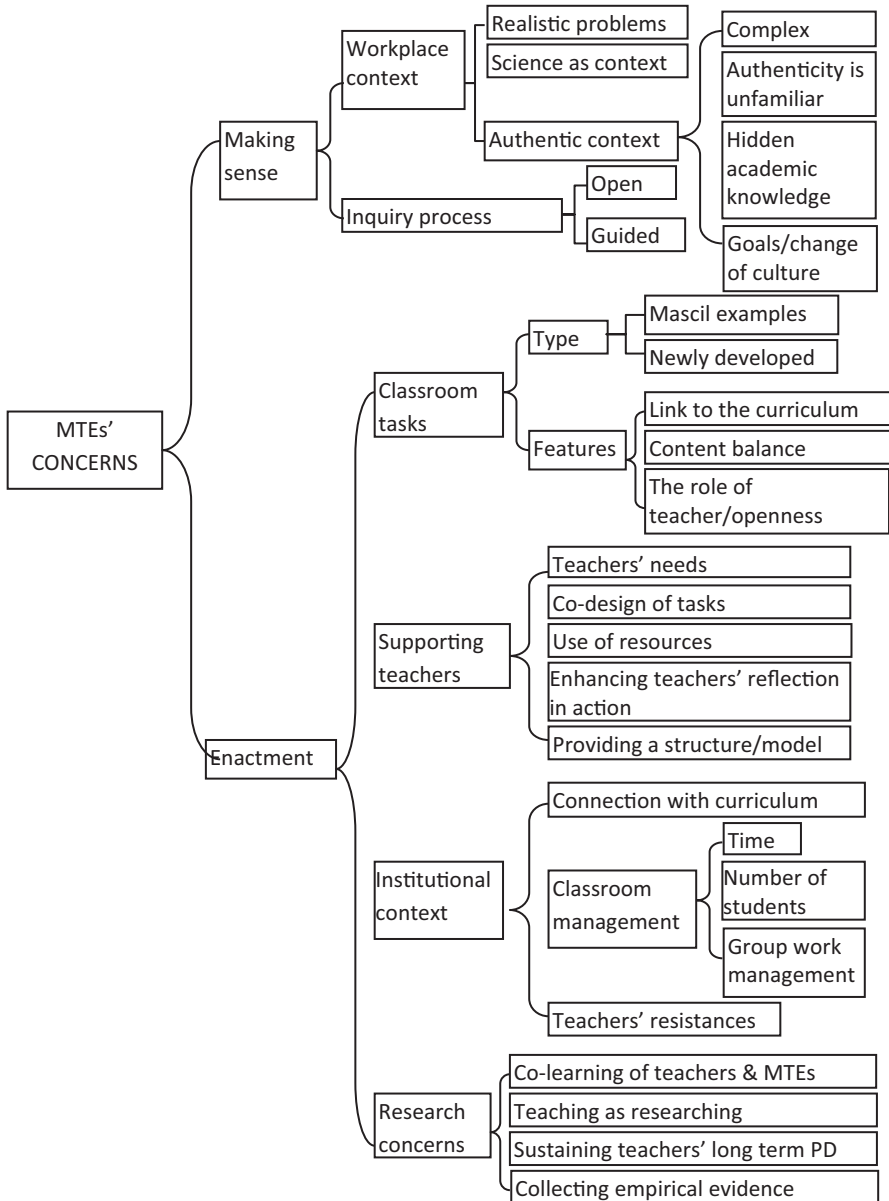 MTEs’
CONCERNS
Making
sense
Workplace
context
Realistic problems
Science as context
Authentic context
Complex
Authenticity is
unfamiliar
Hidden
academic
knowledge
Goals/change
of culture
Inquiry process
Open
Guided
Enactment
Classroom
tasks
Type
Mascil examples
Newly developed
Features
Link to the curriculum
Content balance
The role of
teacher/openness
Supporting
teachers
Teachers’ needs
Co-design of tasks
Use of resources
Enhancing teachers’ reflection
in action
Providing a structure/model
Institutional
context
Connection with curriculum
Classroom
management
Time
Number of
students
Group work
management
Teachers’ resistances
Research
concerns
Co-learning of teachers & MTEs
Teaching as researching
Sustaining teachers’ long term PD
Collecting empirical evidence